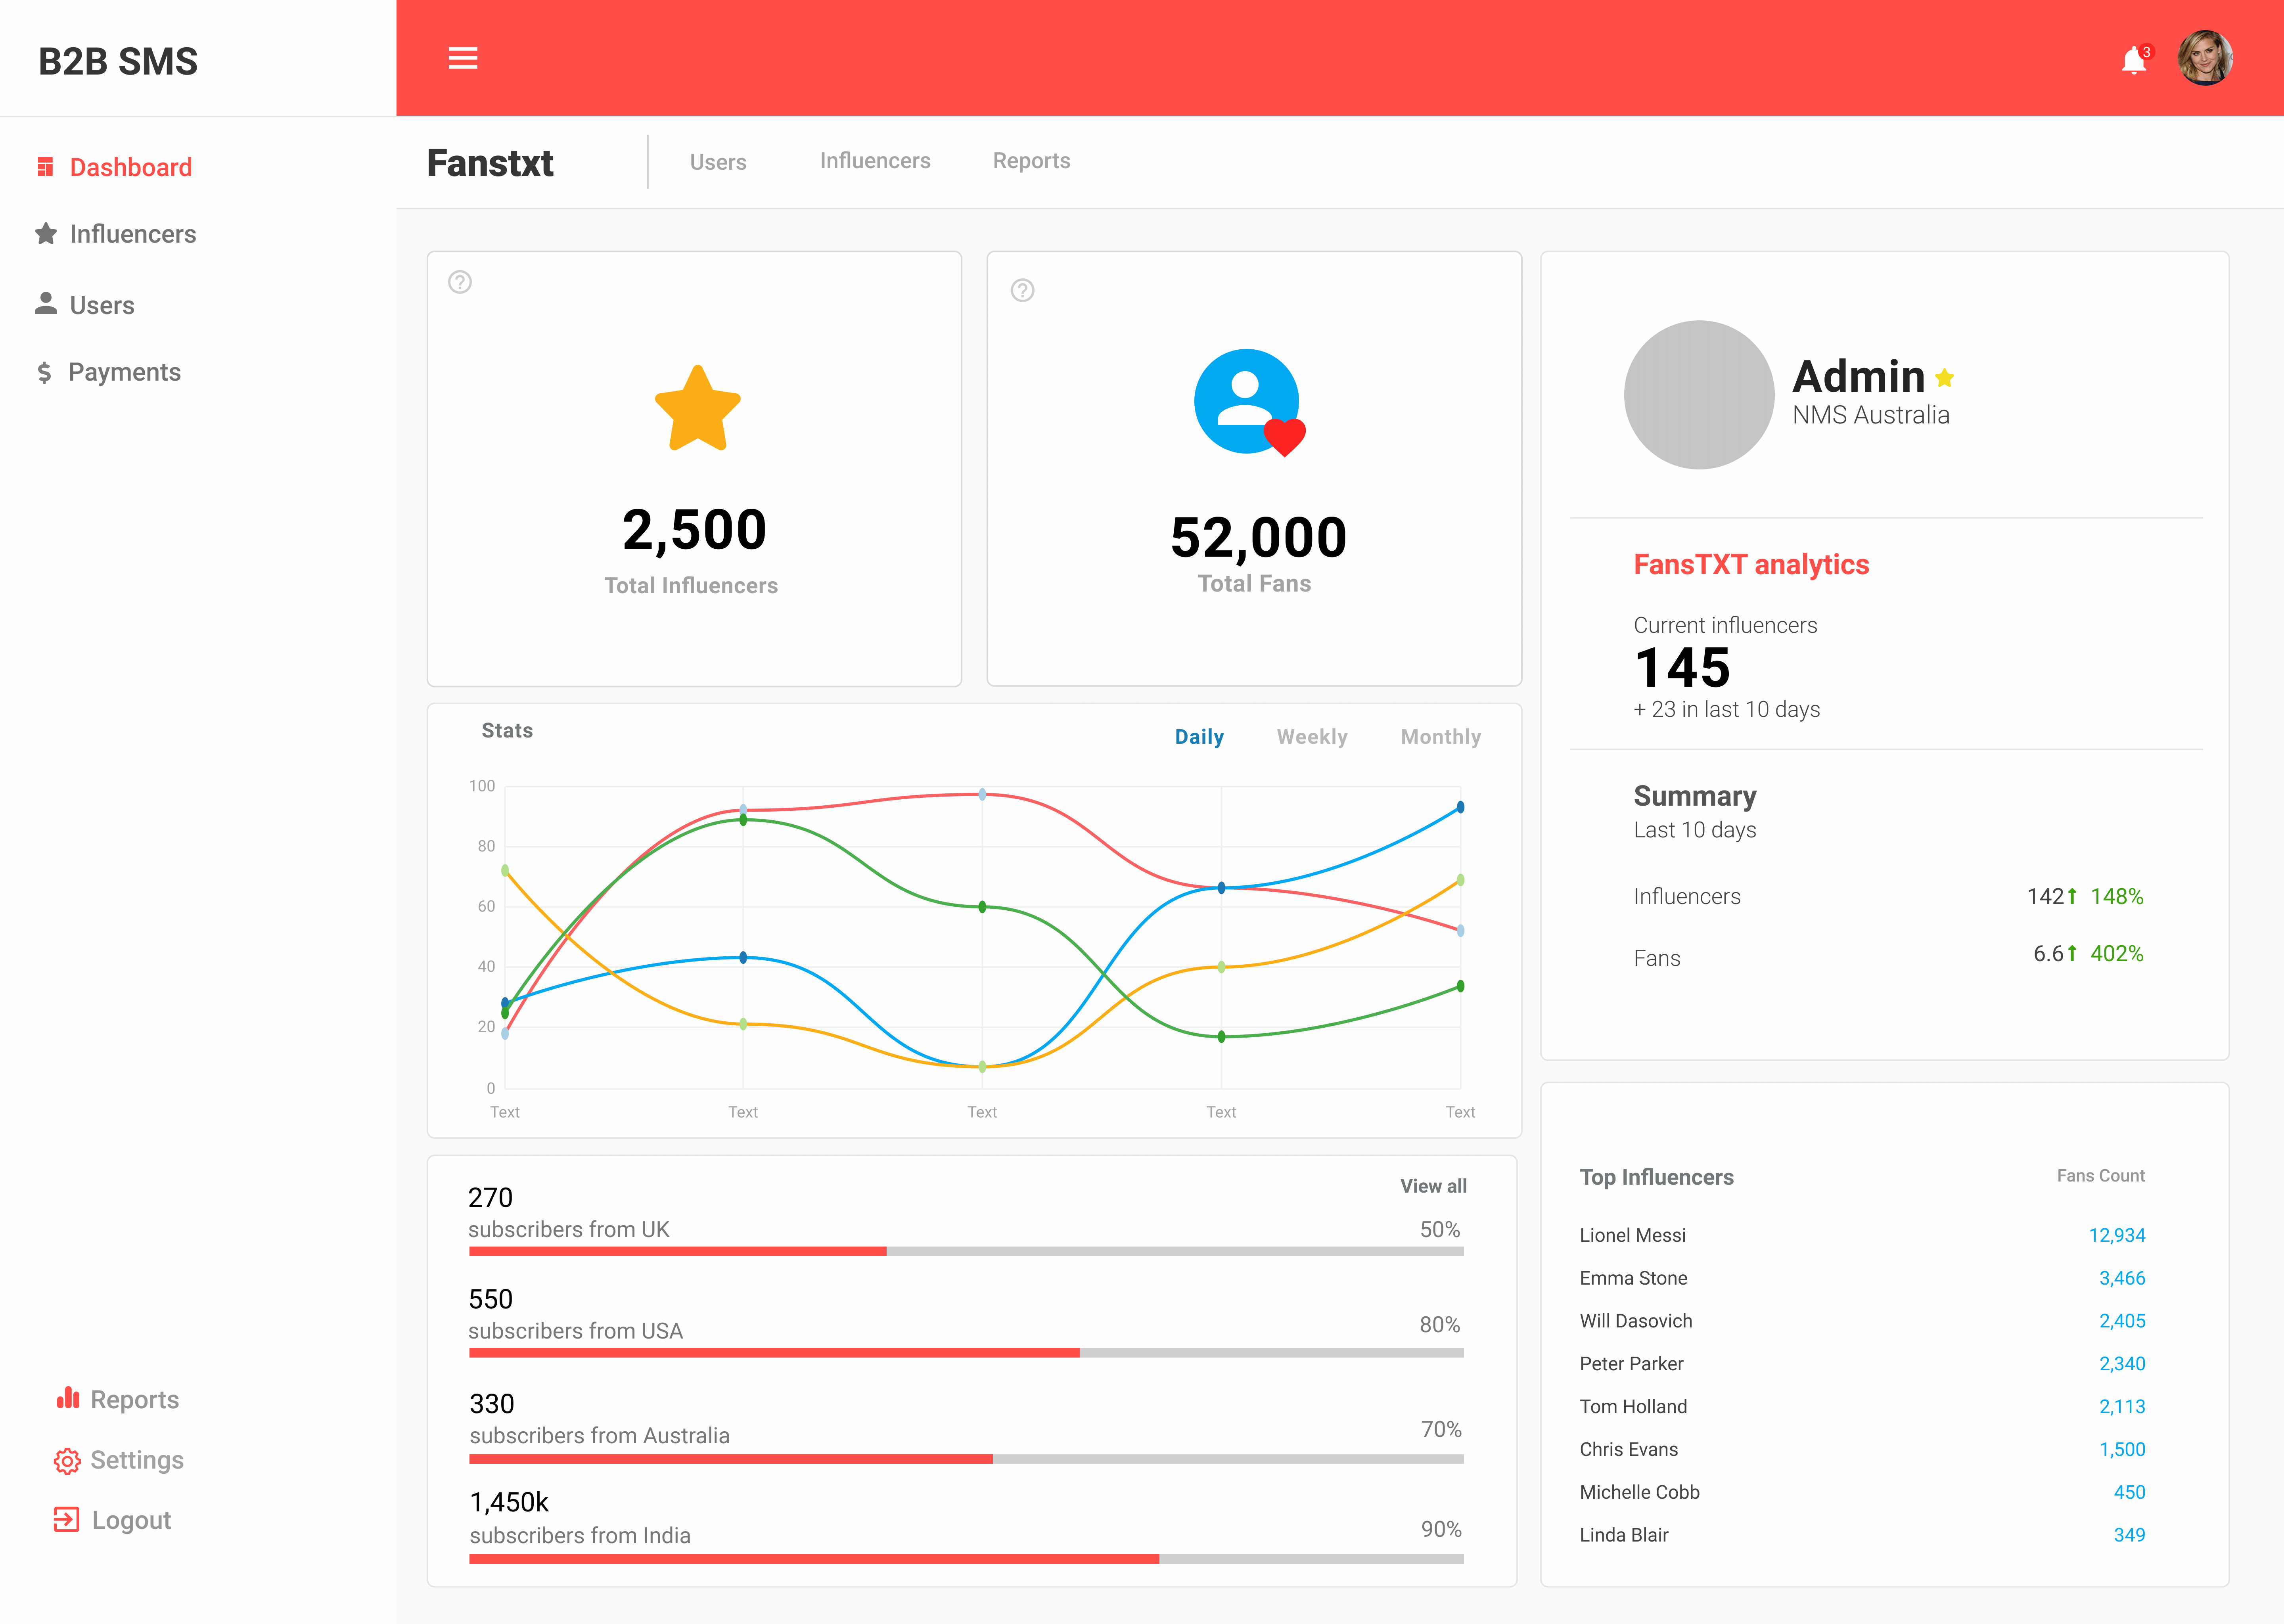 B2B SMS
3
Dashboard
Influencers
Users
Payments
Reports
Settings
Logout
Fanstxt
Users
Influencers
Reports
?
2,500
Total Influencers
?
52,000
Total Fans
Stats
Daily Weekly Monthly
100
80
60
40
20
0
Text Text Text Text Text
View all
270
subscribers from UK 50%
550
subscribers from USA 80%
330
subscribers from Australia 70%
1,450k
subscribers from India 90%
Admin
NMS Australia
FansTXT analytics
Current influencers
145
+ 23 in last 10 days
Summary
Last 10 days
Influencers 142 148%
Fans 6.6 402%
Top Influencers Fans Count
Lionel Messi 12,934
Emma Stone 3,466
Will Dasovich 2,405
Peter Parker 2,340
Tom Holland 2,113
Chris Evans 1,500
Michelle Cobb 450
Linda Blair 349